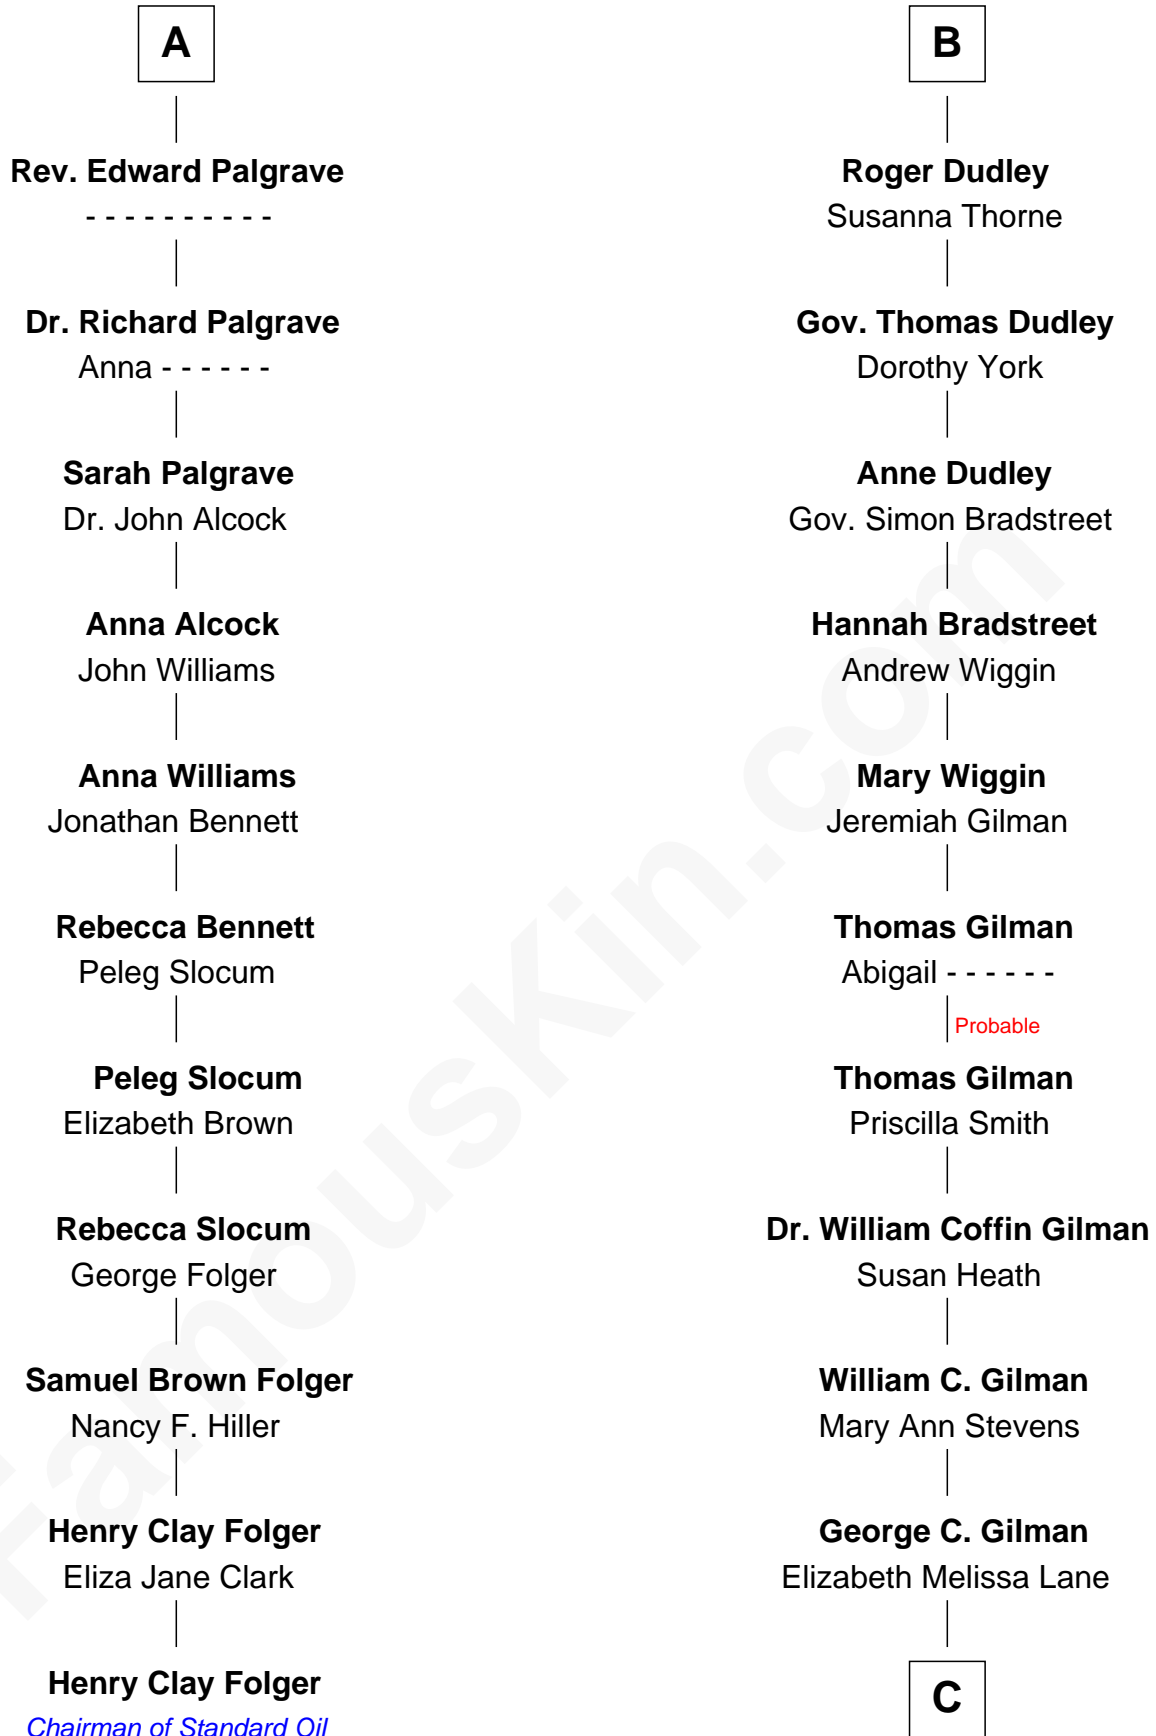 A
Rev. Edward Palgrave
- - - - - - - - - -
Dr. Richard Palgrave
Anna - - - - - -
Sarah Palgrave
Dr. John Alcock
Anna Alcock
John Williams
Anna Williams
Jonathan Bennett
Rebecca Bennett
Peleg Slocum
Peleg Slocum
Elizabeth Brown
Rebecca Slocum
George Folger
Samuel Brown Folger
Nancy F. Hiller
Henry Clay Folger
Eliza Jane Clark
Henry Clay Folger
Chairman of Standard Oil
B
Roger Dudley
Susanna Thorne
Gov. Thomas Dudley
Dorothy York
Anne Dudley
Gov. Simon Bradstreet
Hannah Bradstreet
Andrew Wiggin
Mary Wiggin
Jeremiah Gilman
Thomas Gilman
Abigail - - - - - -
Probable
Thomas Gilman
Priscilla Smith
Dr. William Coffin Gilman
Susan Heath
William C. Gilman
Mary Ann Stevens
George C. Gilman
Elizabeth Melissa Lane
C
FamousKin.com